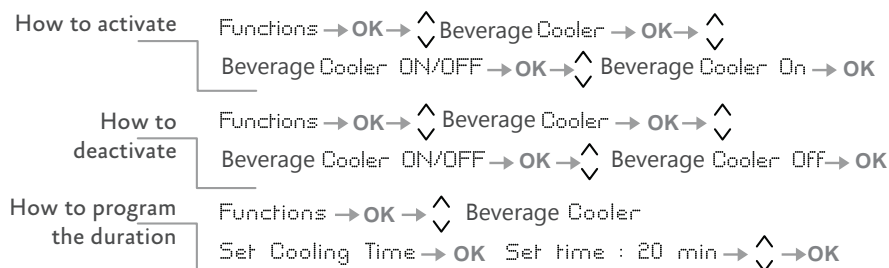 How to activate
Functions → OK → Beverage Cooler → OK →
Beverage Cooler ON/OFF → OK → Beverage Cooler On → OK
How to
deactivate
Functions → OK → Beverage Cooler → OK →
Beverage Cooler ON/OFF → OK → Beverage Cooler Off → OK
How to program
the duration
Functions → OK → Beverage Cooler
Set Cooling Time → OK Set time : 20 min → → OK